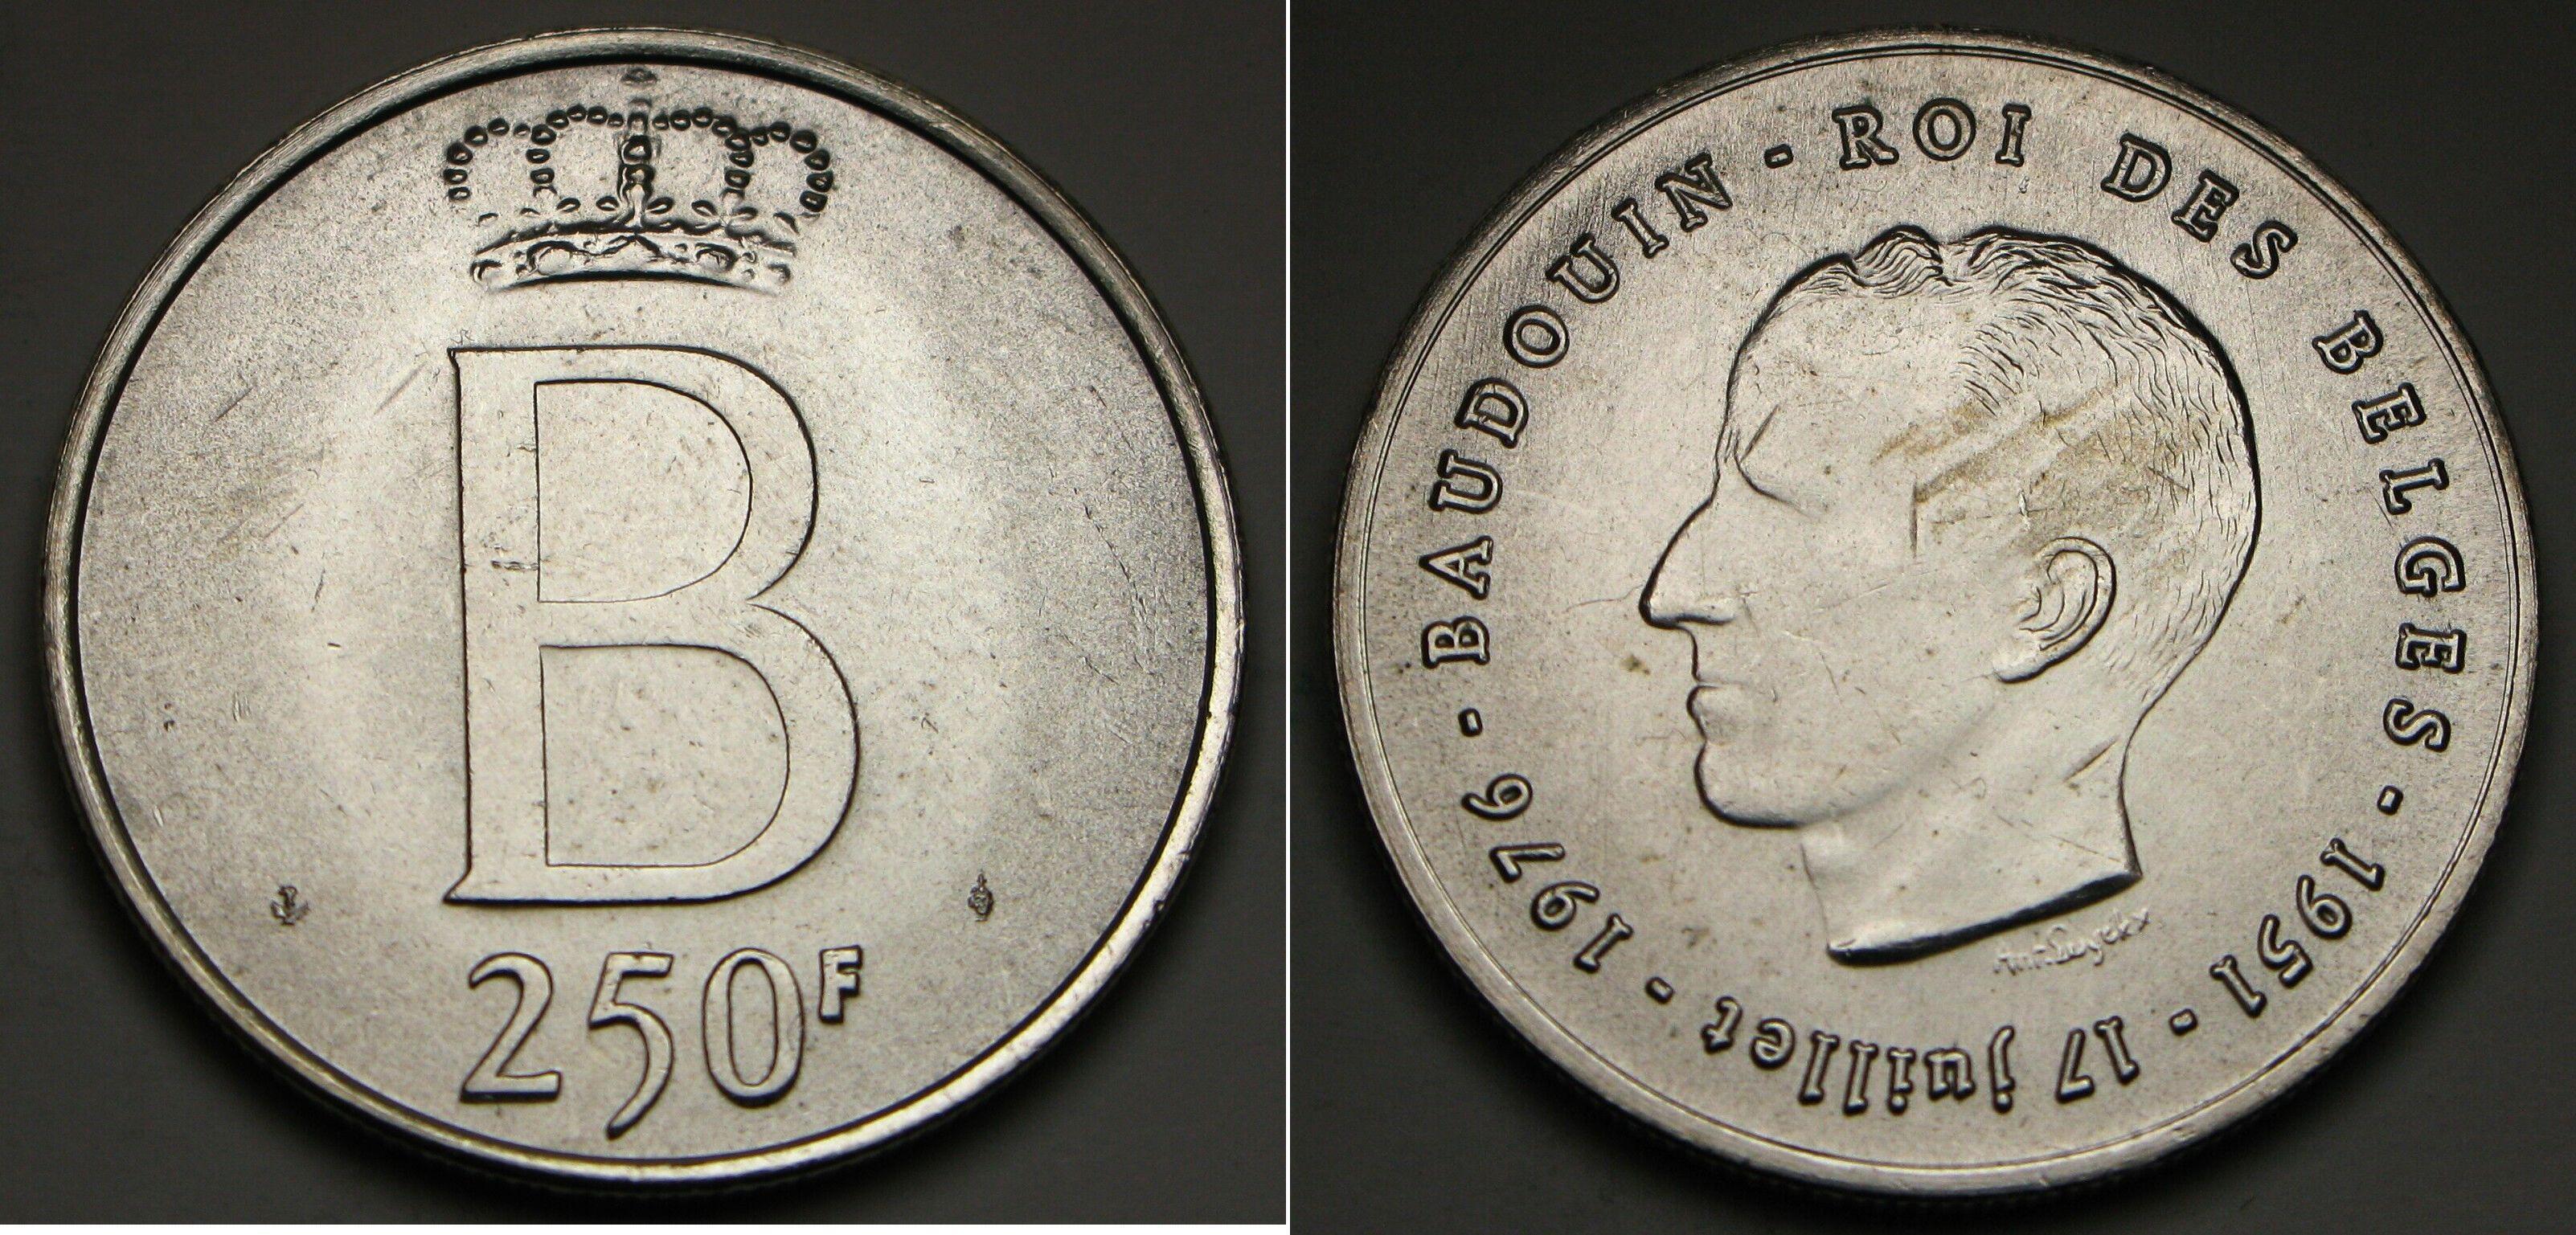 B
250F
BAUDOUIN - ROI DES BELGES - 1951 - 17 juillet - 1976 -